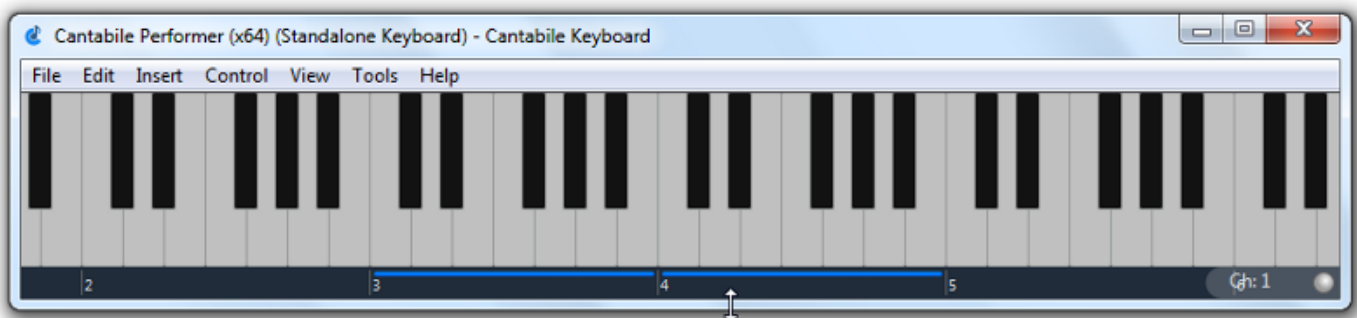 Cantabile Performer (x64) (Standalone Keyboard) - Cantabile Keyboard
File Edit Insert Control View Tools Help
2 3 4 5 6 Ch: 1